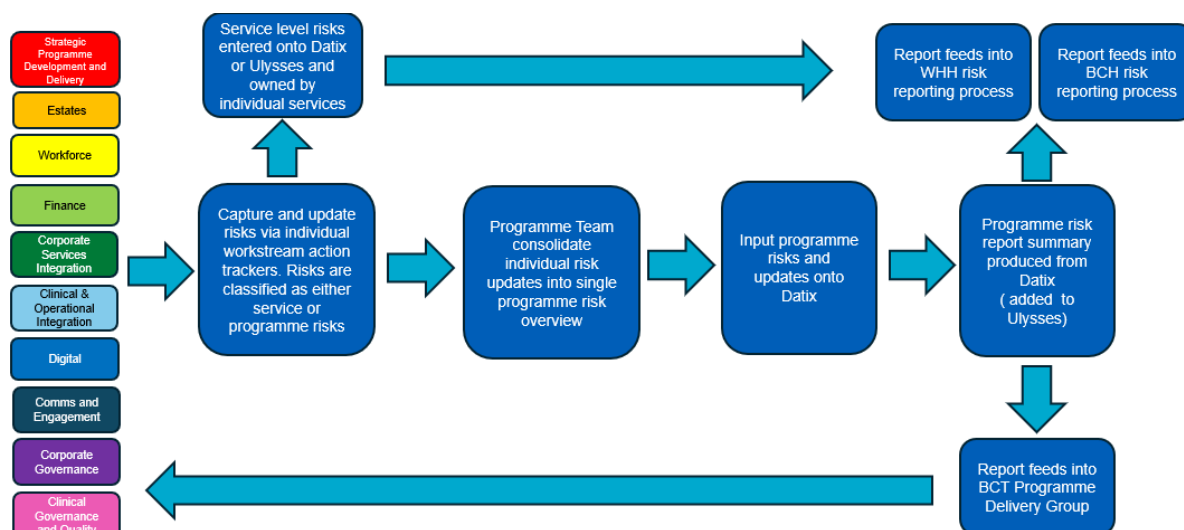 Strategic
Programme
Development and
Delivery
Estates
Workforce
Finance
Corporate
Services
Integration
Clinical &
Operational
Integration
Digital
Comms and
Engagement
Corporate
Governance
Clinical
Governance
and Quality
Service level risks
entered onto Datix
or Ulysses and
owned by
individual services
Capture and update
risks via individual
workstream action
trackers. Risks are
classified as either
service or
programme risks
Programme Team
consolidate
individual risk
updates into single
programme risk
overview
Input programme
risks and
updates onto
Datix
Programme risk
report summary
produced from
Datix
( added to
Ulysses)
Report feeds into
WHH risk
reporting process
Report feeds into
BCH risk
reporting process
Report feeds into
BCT Programme
Delivery Group